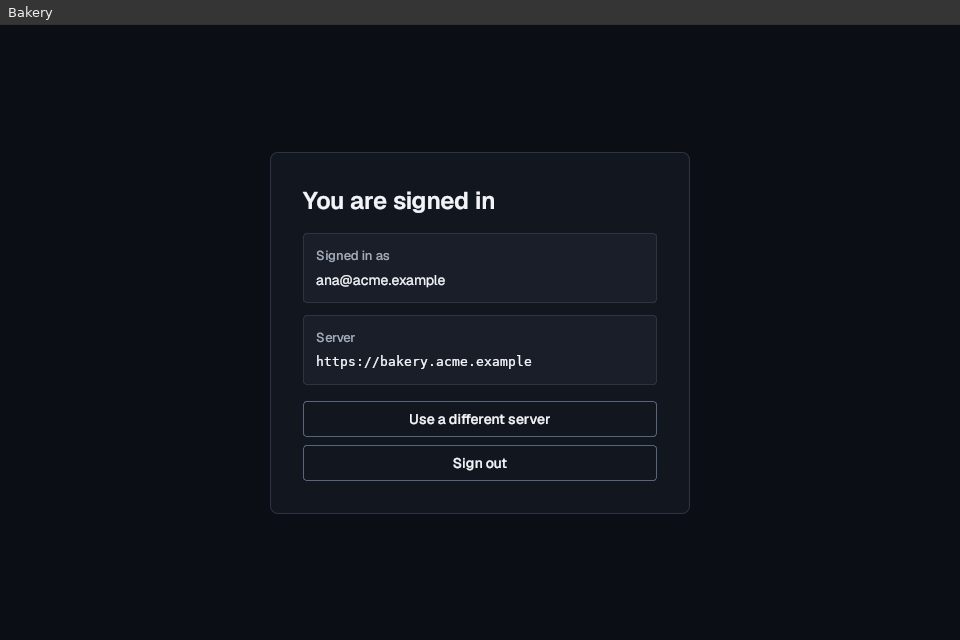 Bakery
You are signed in
Signed in as
ana@acme.example
Server
https://bakery.acme.example
Use a different server
Sign out